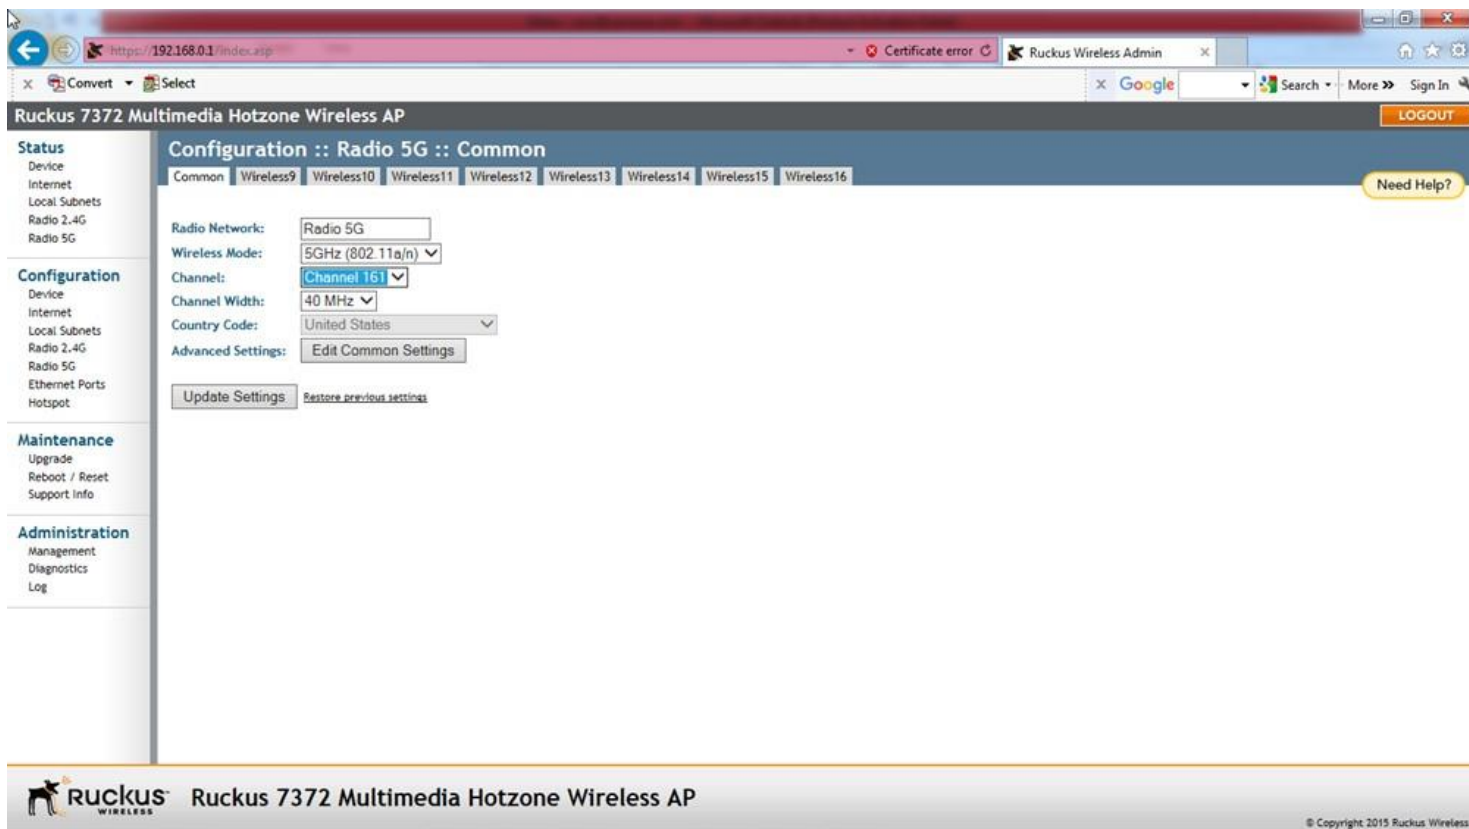 https://192.168.0.1/index.asp
Certificate error
Ruckus Wireless Admin
Convert
Select
Google
Search
More »
Sign In
Ruckus 7372 Multimedia Hotzone Wireless AP
LOGOUT
Status
Device
Internet
Local Subnets
Radio 2.4G
Radio 5G
Configuration
Device
Internet
Local Subnets
Radio 2.4G
Radio 5G
Ethernet Ports
Hotspot
Maintenance
Upgrade
Reboot / Reset
Support Info
Administration
Management
Diagnostics
Log
Configuration :: Radio 5G :: Common
Common Wireless9 Wireless10 Wireless11 Wireless12 Wireless13 Wireless14 Wireless15 Wireless16
Need Help?
Radio Network: Radio 5G
Wireless Mode: 5GHz (802.11a/n)
Channel: Channel 161
Channel Width: 40 MHz
Country Code: United States
Advanced Settings: Edit Common Settings
Update Settings Restore previous settings
Ruckus WIRELESS
Ruckus 7372 Multimedia Hotzone Wireless AP
© Copyright 2015 Ruckus Wireless